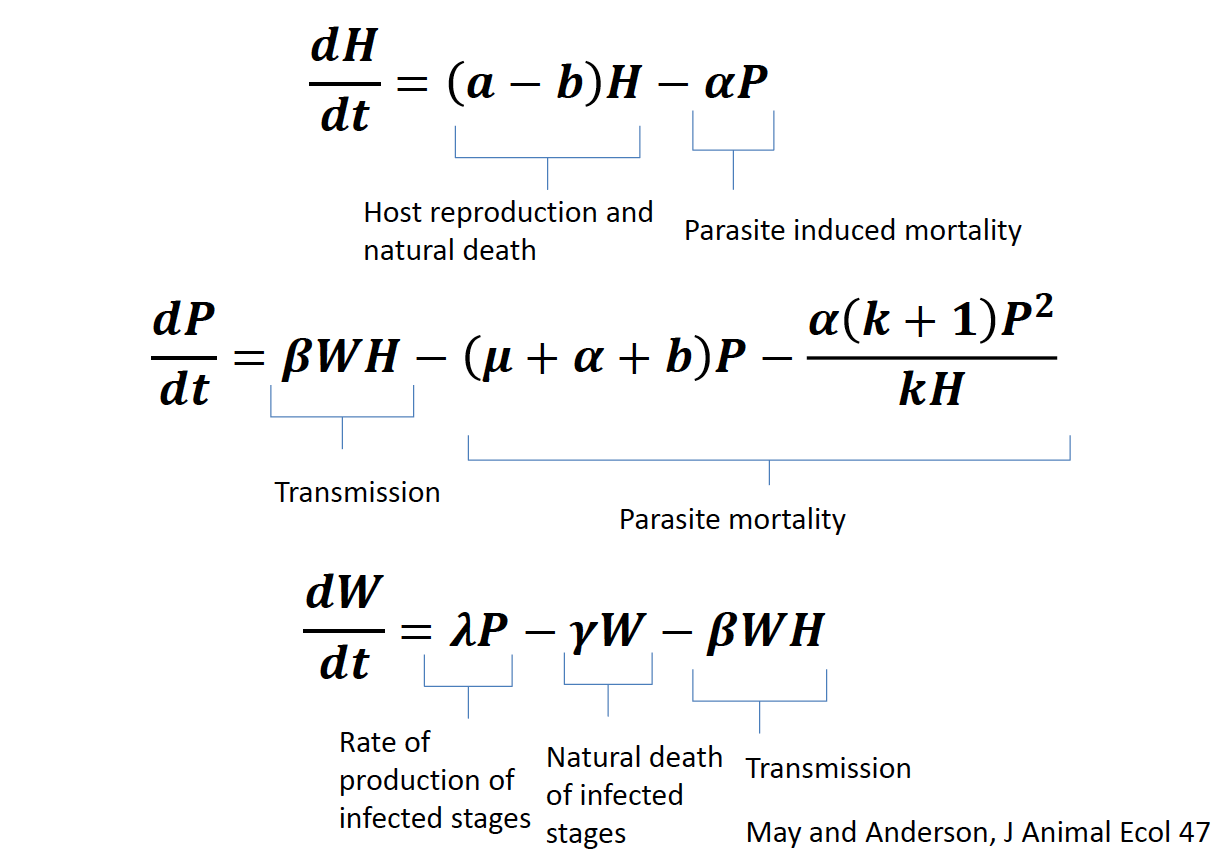 dH/dt = (a − b)H − αP
Host reproduction and
natural death
Parasite induced mortality
dP/dt = βWH − (μ + α + b)P − α(k + 1)P²/kH
Transmission
Parasite mortality
dW/dt = λP − γW − βWH
Rate of
production of
infected stages
Natural death
of infected
stages
Transmission
May and Anderson, J Animal Ecol 47